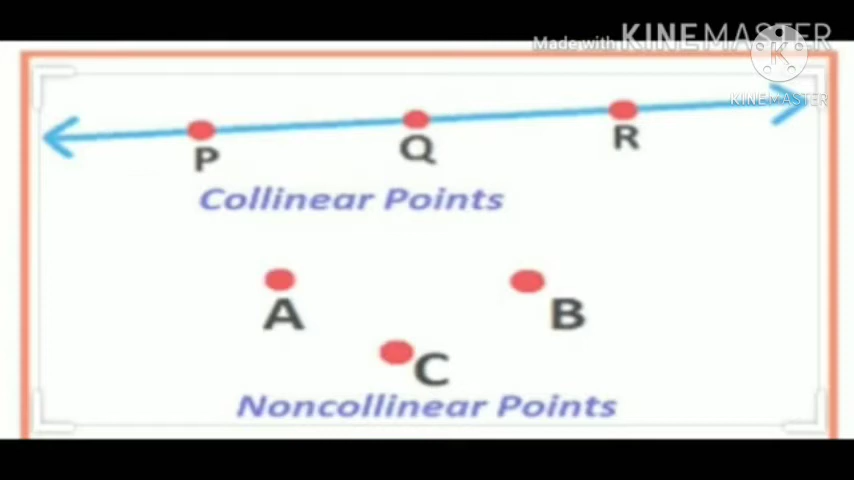 Made with KINEMASTER
K
KINEMASTER
P
Q
R
Collinear Points
A
B
C
Noncollinear Points